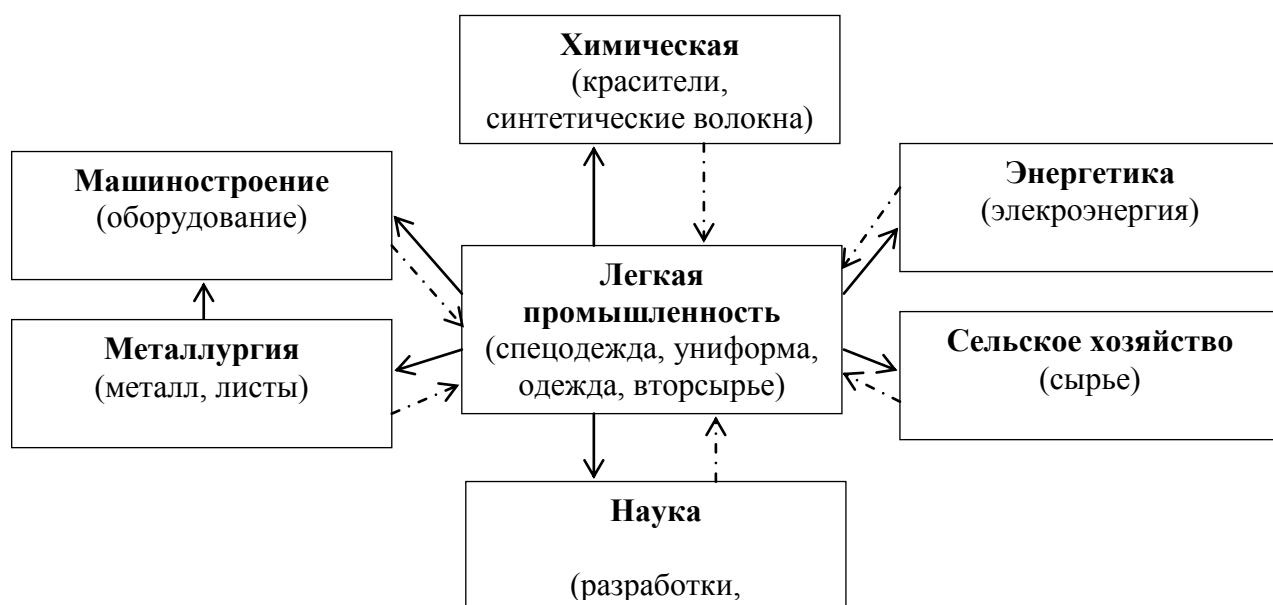 Химическая
(красители,
синтетические волокна)
Машиностроение
(оборудование)
Энергетика
(элекроэнергия)
Легкая
промышленность
(спецодежда, униформа,
одежда, вторсырье)
Металлургия
(металл, листы)
Сельское хозяйство
(сырье)
Наука
(разработки,